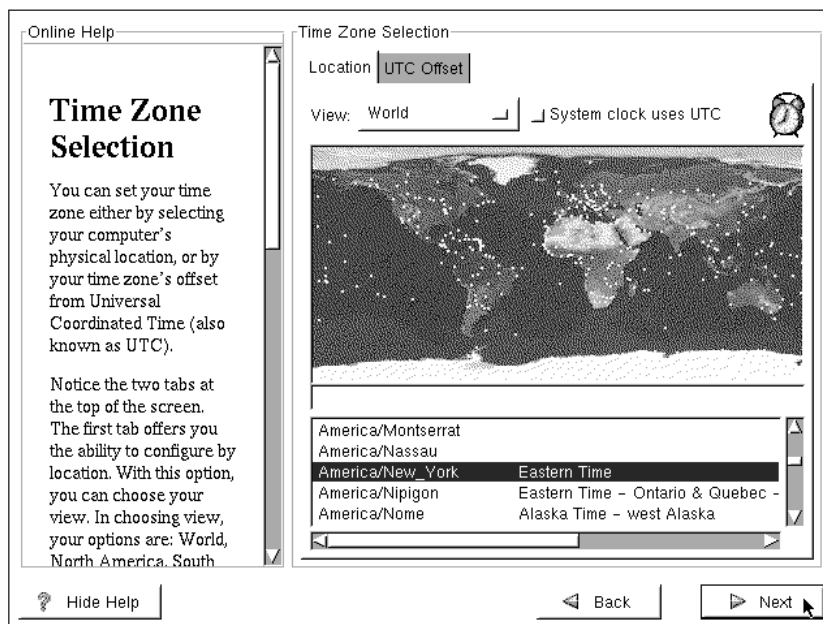 Online Help
Time Zone
Selection
You can set your time
zone either by selecting
your computer's
physical location, or by
your time zone's offset
from Universal
Coordinated Time (also
known as UTC).
Notice the two tabs at
the top of the screen.
The first tab offers you
the ability to configure by
location. With this option,
you can choose your
view. In choosing view,
your options are: World,
North America, South
Time Zone Selection
Location UTC Offset
View: World System clock uses UTC
America/Montserrat
America/Nassau
America/New_York Eastern Time
America/Nipigon Eastern Time - Ontario & Quebec -
America/Nome Alaska Time - west Alaska
Hide Help Back Next